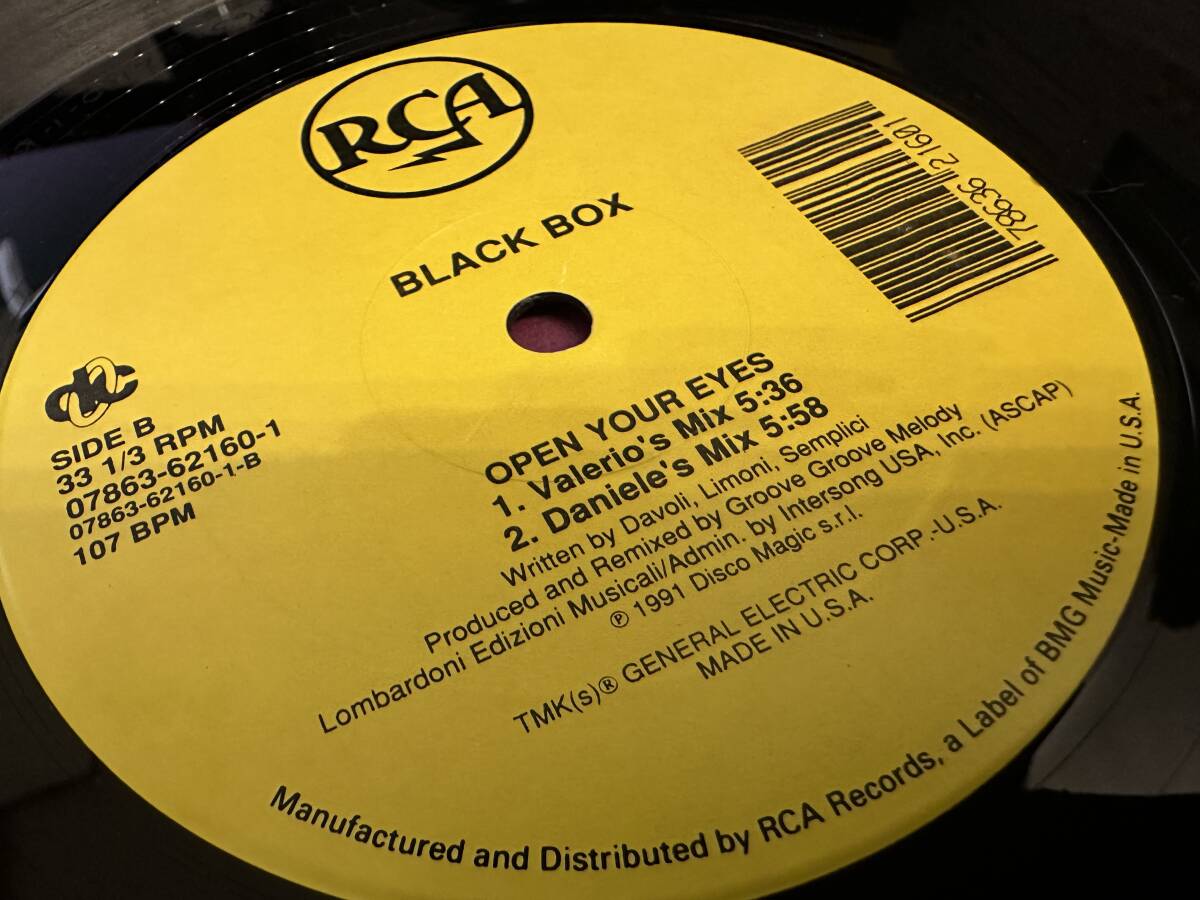 RCA
BLACK BOX
78636 21601
SIDE B
33 1/3 RPM
07863-62160-1
07863-62160-1-B
107 BPM
OPEN YOUR EYES
1. Valerio's Mix 5:36
2. Daniele's Mix 5:58
Written by Davoli, Limoni, Semplici
Produced and Remixed by Groove Groove Melody
Lombardoni Edizioni Musicali/Admin. by Intersong USA, Inc. (ASCAP)
℗ 1991 Disco Magic s.r.l.
TMK(s)® GENERAL ELECTRIC CORP.-U.S.A.
MADE IN U.S.A.
Manufactured and Distributed by RCA Records, a Label of BMG Music-Made in U.S.A.